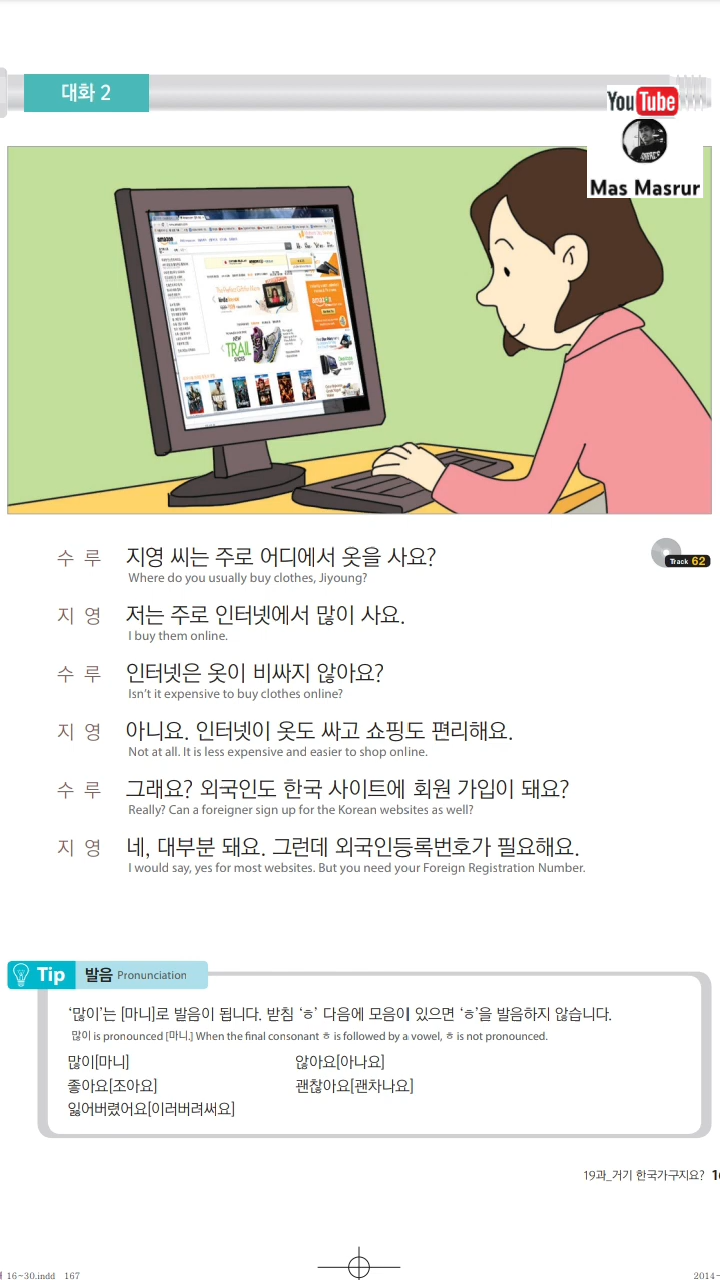 대화 2
YouTube
Mas Masrur
amazon
NEW
TRAIL
SHOES
수 루 지영 씨는 주로 어디에서 옷을 사요?
Where do you usually buy clothes, Jiyoung?
Track 62
지 영 저는 주로 인터넷에서 많이 사요.
I buy them online.
수 루 인터넷은 옷이 비싸지 않아요?
Isn't it expensive to buy clothes online?
지 영 아니요. 인터넷이 옷도 싸고 쇼핑도 편리해요.
Not at all. It is less expensive and easier to shop online.
수 루 그래요? 외국인도 한국 사이트에 회원 가입이 돼요?
Really? Can a foreigner sign up for the Korean websites as well?
지 영 네, 대부분 돼요. 그런데 외국인등록번호가 필요해요.
I would say, yes for most websites. But you need your Foreign Registration Number.
Tip 발음 Pronunciation
‘많이’는 [마니]로 발음이 됩니다. 받침 ‘ㅎ’ 다음에 모음이 있으면 ‘ㅎ’을 발음하지 않습니다.
많이 is pronounced [마니.] When the final consonant ㅎ is followed by a vowel, ㅎ is not pronounced.
많이[마니] 않아요[아나요]
좋아요[조아요] 괜찮아요[괜차나요]
잃어버렸어요[이러버려써요]
19과_거기 한국가구지요? 1
16~30.indd 167
2014-